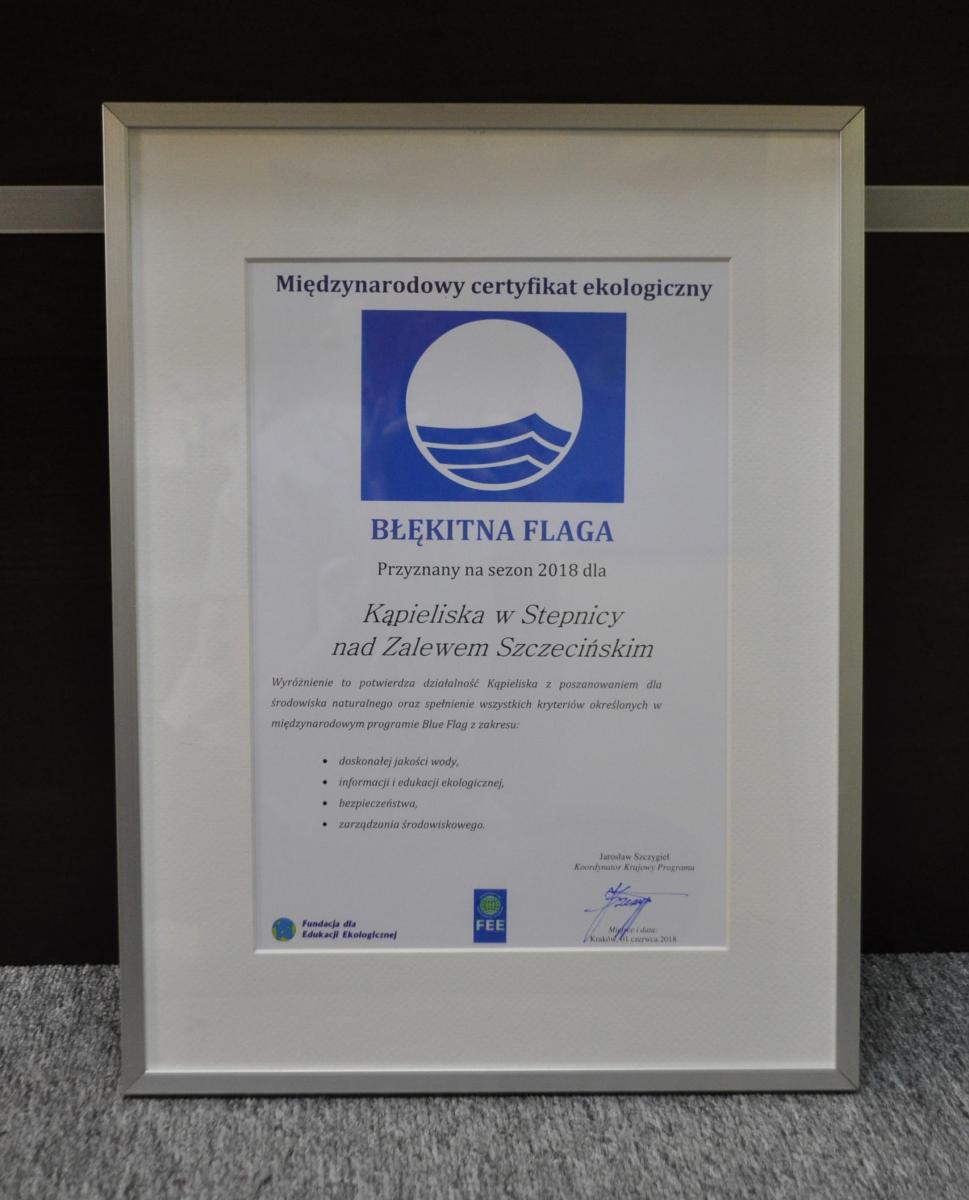 Międzynarodowy certyfikat ekologiczny
BŁĘKITNA FLAGA
Przyznany na sezon 2018 dla
Kąpieliska w Stepnicy
nad Zalewem Szczecińskim
Wyróżnienie to potwierdza działalność Kąpieliska z poszanowaniem dla
środowiska naturalnego oraz spełnienie wszystkich kryteriów określonych w
międzynarodowym programie Blue Flag z zakresu:
• doskonałej jakości wody,
• informacji i edukacji ekologicznej,
• bezpieczeństwa,
• zarządzania środowiskowego.
Jarosław Szczygieł
Koordynator Krajowy Programu
Fundacja dla
Edukacji Ekologicznej
FEE
Miejsce i data:
Kraków, 01 czerwca 2018